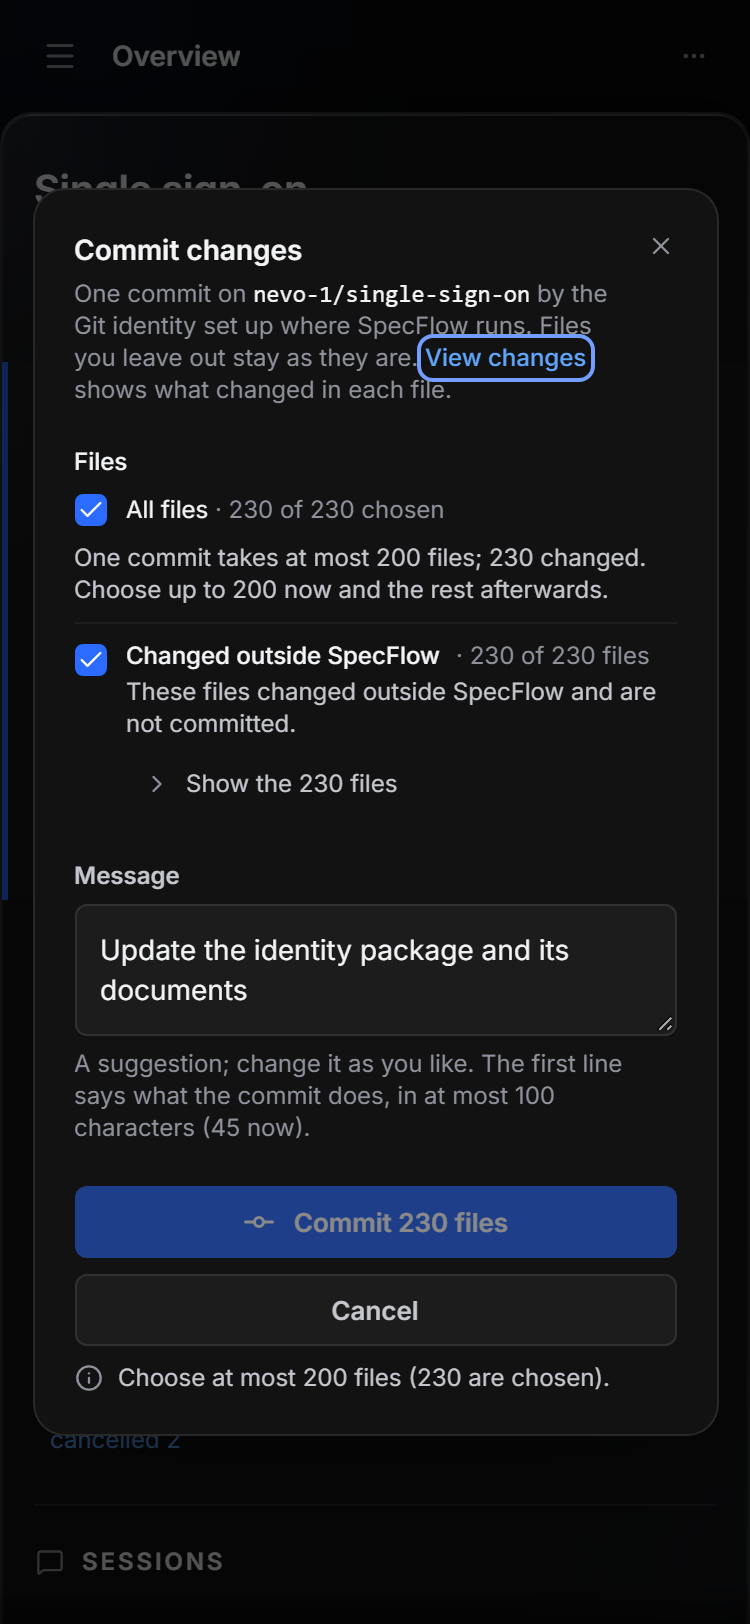 Overview
Single sign-on
Commit changes
One commit on nevo-1/single-sign-on by the
Git identity set up where SpecFlow runs. Files
you leave out stay as they are. View changes
shows what changed in each file.
Files
All files · 230 of 230 chosen
One commit takes at most 200 files; 230 changed.
Choose up to 200 now and the rest afterwards.
Changed outside SpecFlow · 230 of 230 files
These files changed outside SpecFlow and are
not committed.
Show the 230 files
Message
Update the identity package and its
documents
A suggestion; change it as you like. The first line
says what the commit does, in at most 100
characters (45 now).
Commit 230 files
Cancel
Choose at most 200 files (230 are chosen).
cancelled 2
SESSIONS